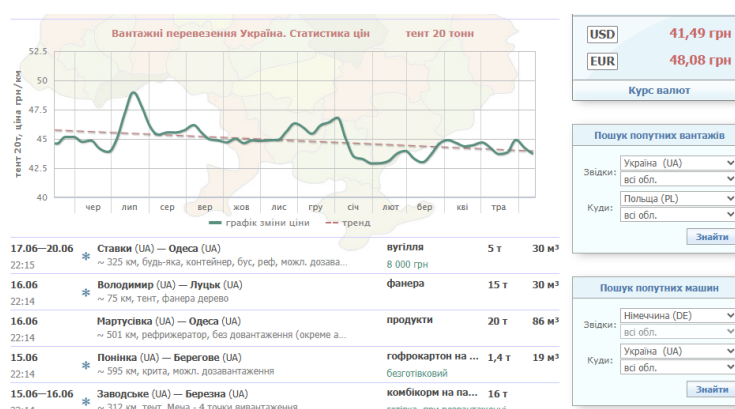 Вантажні перевезення Україна. Статистика цін тент 20 тонн
тент 20т, ціна грн/км
52.5
50
47.5
45
42.5
40
чер лип сер вер жов лис гру січ лют бер кві тра
графік зміни ціни тренд
17.06—20.06 Ставки (UA) — Одеса (UA) вугілля 5 т 30 м³
22:15 ~ 325 км, будь-яка, контейнер, бус, реф, можл. дозава... 8 000 грн
16.06 Володимир (UA) — Луцьк (UA) фанера 15 т 30 м³
22:14 ~ 75 км, тент, фанера дерево
16.06 Мартусівка (UA) — Одеса (UA) продукти 20 т 86 м³
22:14 ~ 501 км, рефрижератор, без довантаження (окреме а...
15.06 Понінка (UA) — Берегове (UA) гофрокартон на ... 1,4 т 19 м³
22:14 ~ 595 км, крита, можл. дозавантаження безготівковий
15.06—16.06 Заводське (UA) — Березна (UA) комбікорм на па... 16 т
~ 312 км, тент, Мена - 4 точки вивантаження
USD 41,49 грн
EUR 48,08 грн
Курс валют
Пошук попутних вантажів
Звідки: Україна (UA)
всі обл.
Куди: Польща (PL)
всі обл.
Знайти
Пошук попутних машин
Звідки: Німеччина (DE)
всі обл.
Куди: Україна (UA)
всі обл.
Знайти